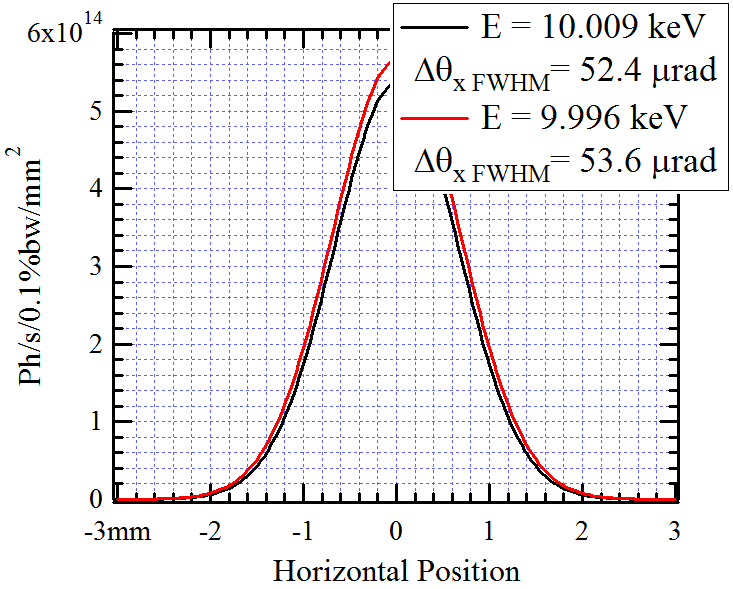 6x10^14
5
4
3
2
1
0
Ph/s/0.1%bw/mm^2
-3mm -2 -1 0 1 2 3
Horizontal Position
E = 10.009 keV
Δθx FWHM= 52.4 μrad
E = 9.996 keV
Δθx FWHM= 53.6 μrad